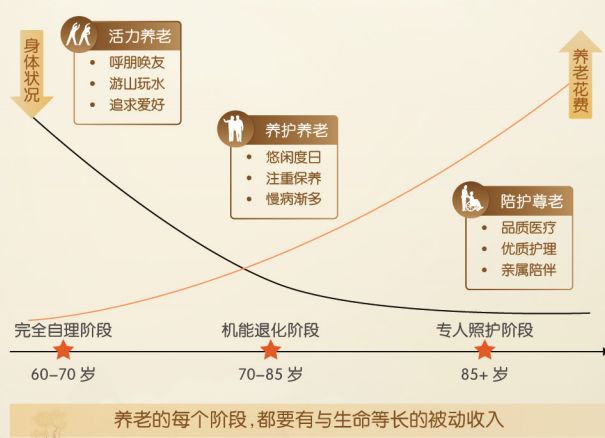 身体状况
活力养老
• 呼朋唤友
• 游山玩水
• 追求爱好
养护养老
• 悠闲度日
• 注重保养
• 慢病渐多
养老花费
陪护尊老
• 品质医疗
• 优质护理
• 亲属陪伴
完全自理阶段
机能退化阶段
专人照护阶段
60-70 岁
70-85 岁
85+ 岁
养老的每个阶段,都要有与生命等长的被动收入